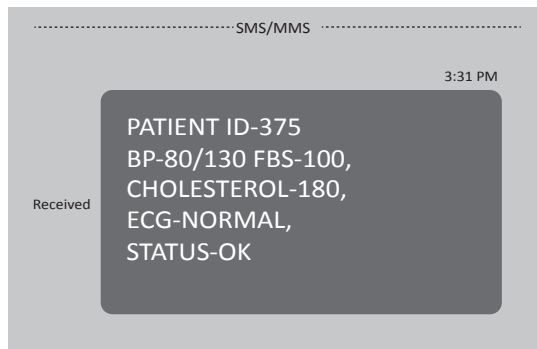 SMS/MMS
3:31 PM
PATIENT ID-375
BP-80/130 FBS-100,
CHOLESTEROL-180,
ECG-NORMAL,
STATUS-OK
Received